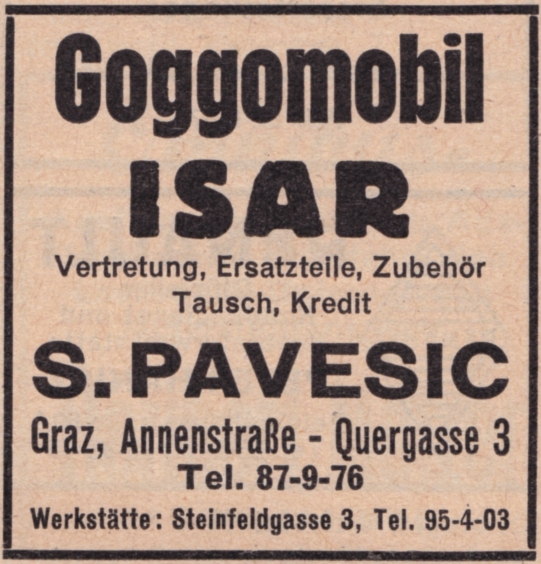 Goggomobil
ISAR
Vertretung, Ersatzteile, Zubehör
Tausch, Kredit
S. PAVESIC
Graz, Annenstraße - Quergasse 3
Tel. 87-9-76
Werkstätte: Steinfeldgasse 3, Tel. 95-4-03